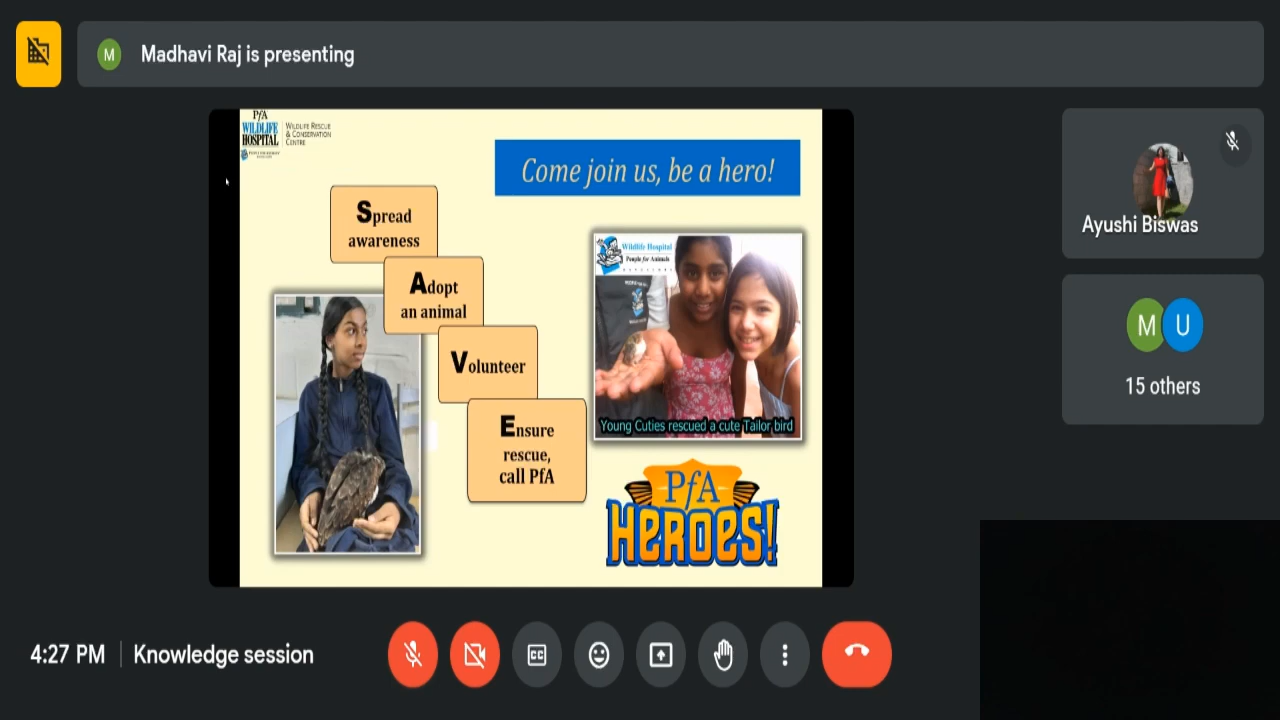 M
Madhavi Raj is presenting
PfA
WILDLIFE
HOSPITAL
WILDLIFE RESCUE
& CONSERVATION
CENTRE
Come join us, be a hero!
Spread
awareness
Adopt
an animal
Volunteer
Ensure
rescue,
call PfA
Wildlife Hospital
People for Animals
Young Cuties rescued a cute Tailor bird
PfA
HEROES!
Ayushi Biswas
M U
15 others
4:27 PM
Knowledge session
CC